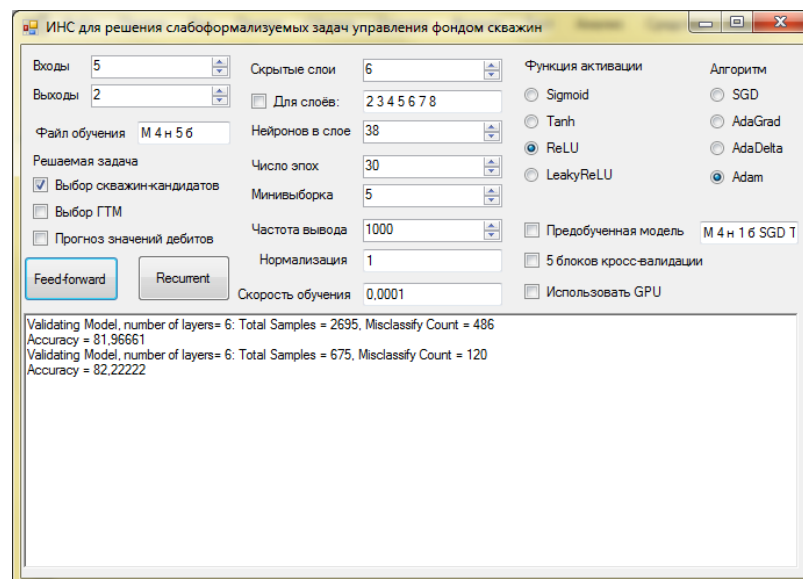 ИНС для решения слабоформализуемых задач управления фондом скважин
Входы 5
Выходы 2
Файл обучения М 4 н 5 б
Решаемая задача
Выбор скважин-кандидатов
Выбор ГТМ
Прогноз значений дебитов
Feed-forward Recurrent
Скрытые слои 6
Для слоёв: 2 3 4 5 6 7 8
Нейронов в слое 38
Число эпох 30
Минивыборка 5
Частота вывода 1000
Нормализация 1
Скорость обучения 0,0001
Функция активации
Sigmoid
Tanh
ReLU
LeakyReLU
Алгоритм
SGD
AdaGrad
AdaDelta
Adam
Предобученная модель М 4 н 1 б SGD T
5 блоков кросс-валидации
Использовать GPU
Validating Model, number of layers= 6: Total Samples = 2695, Misclassify Count = 486
Accuracy = 81,96661
Validating Model, number of layers= 6: Total Samples = 675, Misclassify Count = 120
Accuracy = 82,22222